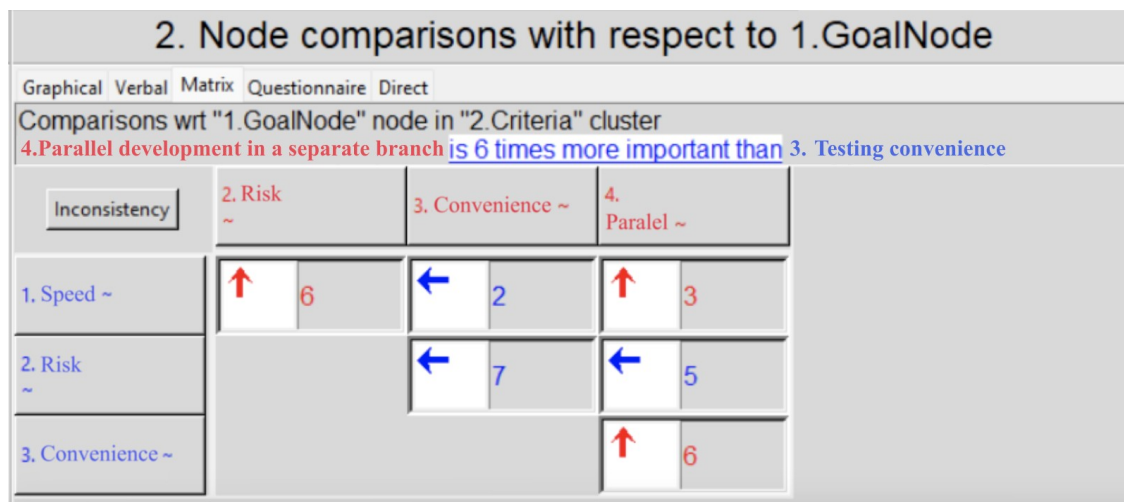 2. Node comparisons with respect to 1.GoalNode
Graphical Verbal Matrix Questionnaire Direct
Comparisons wrt "1.GoalNode" node in "2.Criteria" cluster
4.Parallel development in a separate branch is 6 times more important than 3. Testing convenience
Inconsistency
2. Risk
~
3. Convenience ~
4.
Paralel ~
1. Speed ~
6
2
3
2. Risk
~
7
5
3. Convenience ~
6